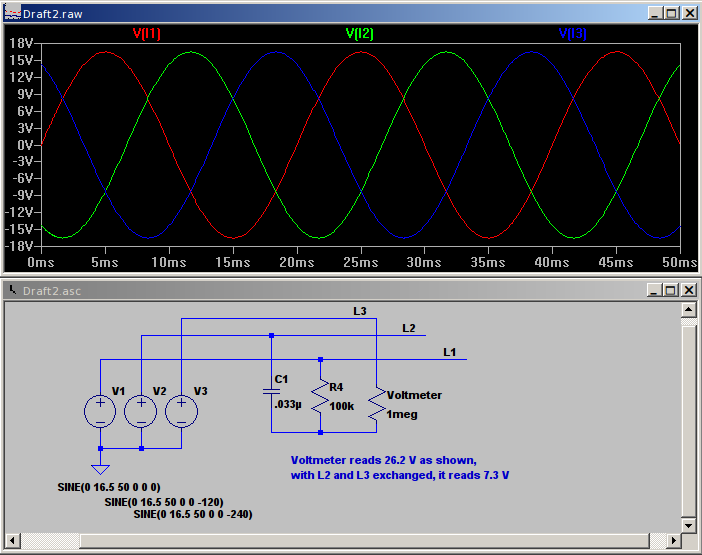 Draft2.raw
V(l1) V(l2) V(l3)
18V
15V
12V
9V
6V
3V
0V
-3V
-6V
-9V
-12V
-15V
-18V
0ms 5ms 10ms 15ms 20ms 25ms 30ms 35ms 40ms 45ms 50ms
Draft2.asc
L3
L2
L1
C1
.033µ
R4
100k
Voltmeter
1meg
V1 V2 V3
Voltmeter reads 26.2 V as shown,
with L2 and L3 exchanged, it reads 7.3 V
SINE(0 16.5 50 0 0 0)
SINE(0 16.5 50 0 0 -120)
SINE(0 16.5 50 0 0 -240)